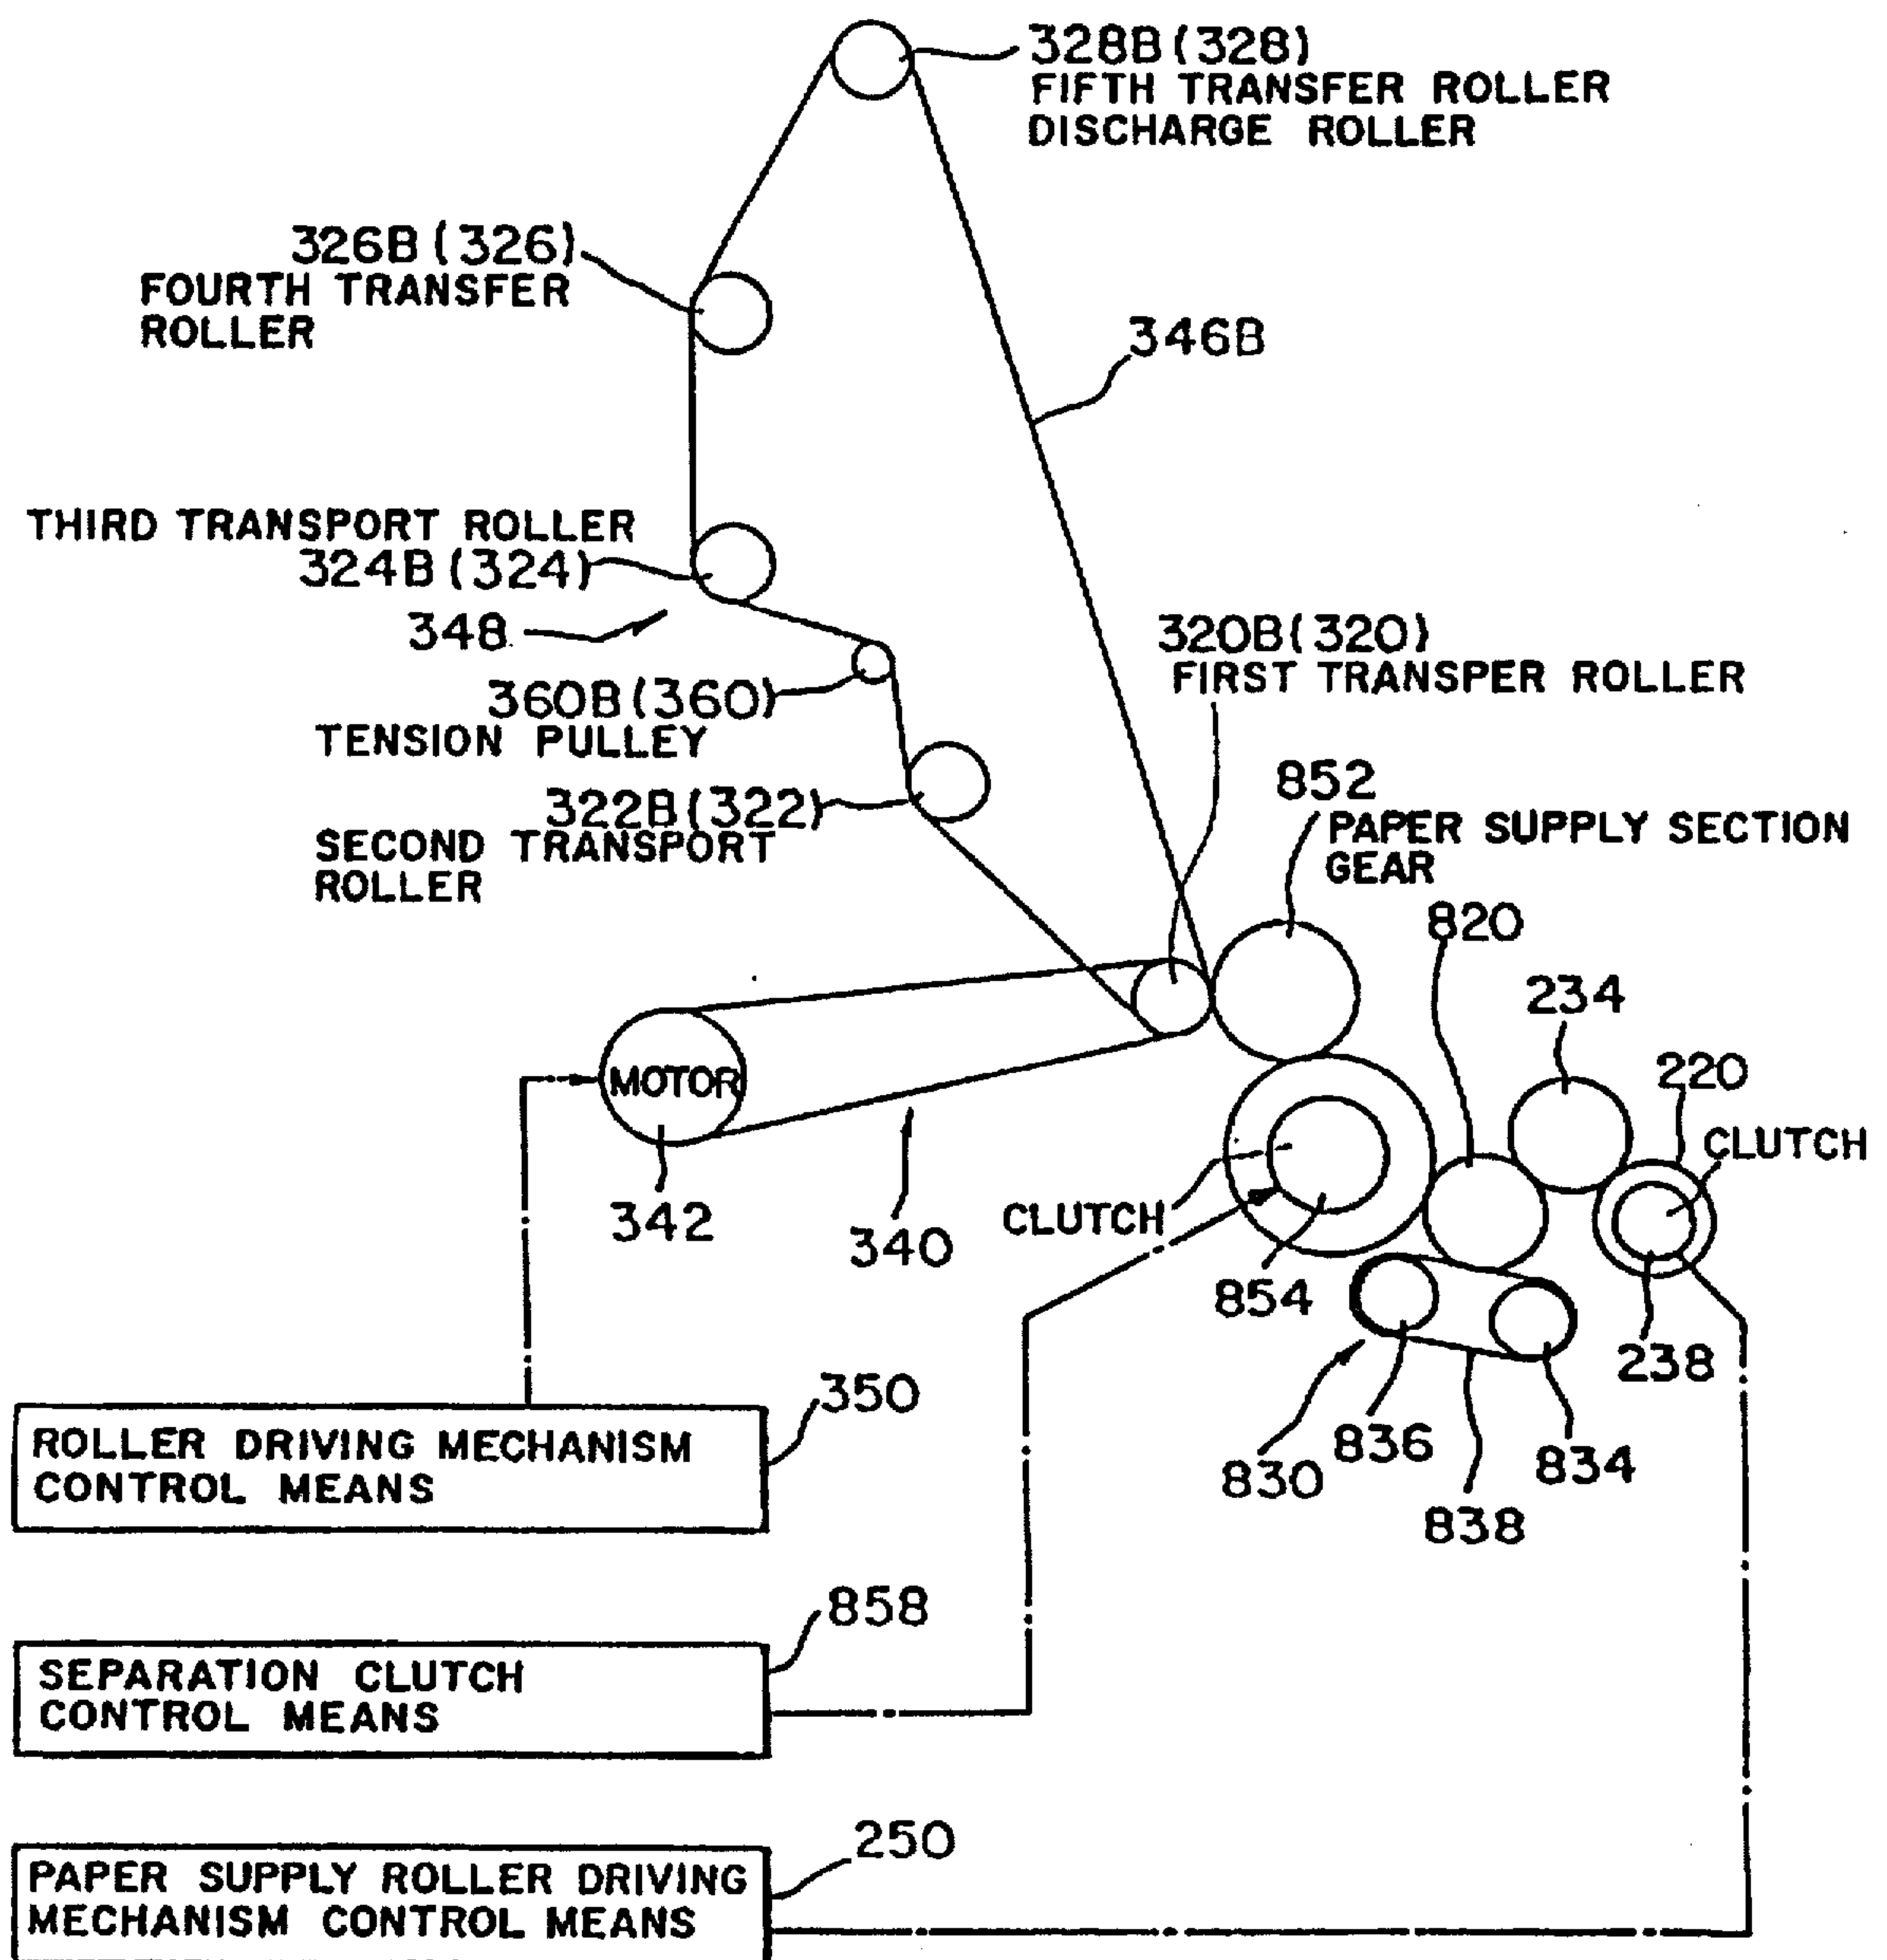 328B (328)
FIFTH TRANSFER ROLLER
DISCHARGE ROLLER
326B (326)
FOURTH TRANSFER
ROLLER
346B
THIRD TRANSPORT ROLLER
324B (324)
348
320B (320)
FIRST TRANSPER ROLLER
360B (360)
TENSION PULLEY
852
PAPER SUPPLY SECTION
GEAR
322B (322)
SECOND TRANSPORT
ROLLER
820
234
220
CLUTCH
MOTOR
342
340
CLUTCH
854
238
350
ROLLER DRIVING MECHANISM
CONTROL MEANS
830
836
834
838
858
SEPARATION CLUTCH
CONTROL MEANS
250
PAPER SUPPLY ROLLER DRIVING
MECHANISM CONTROL MEANS